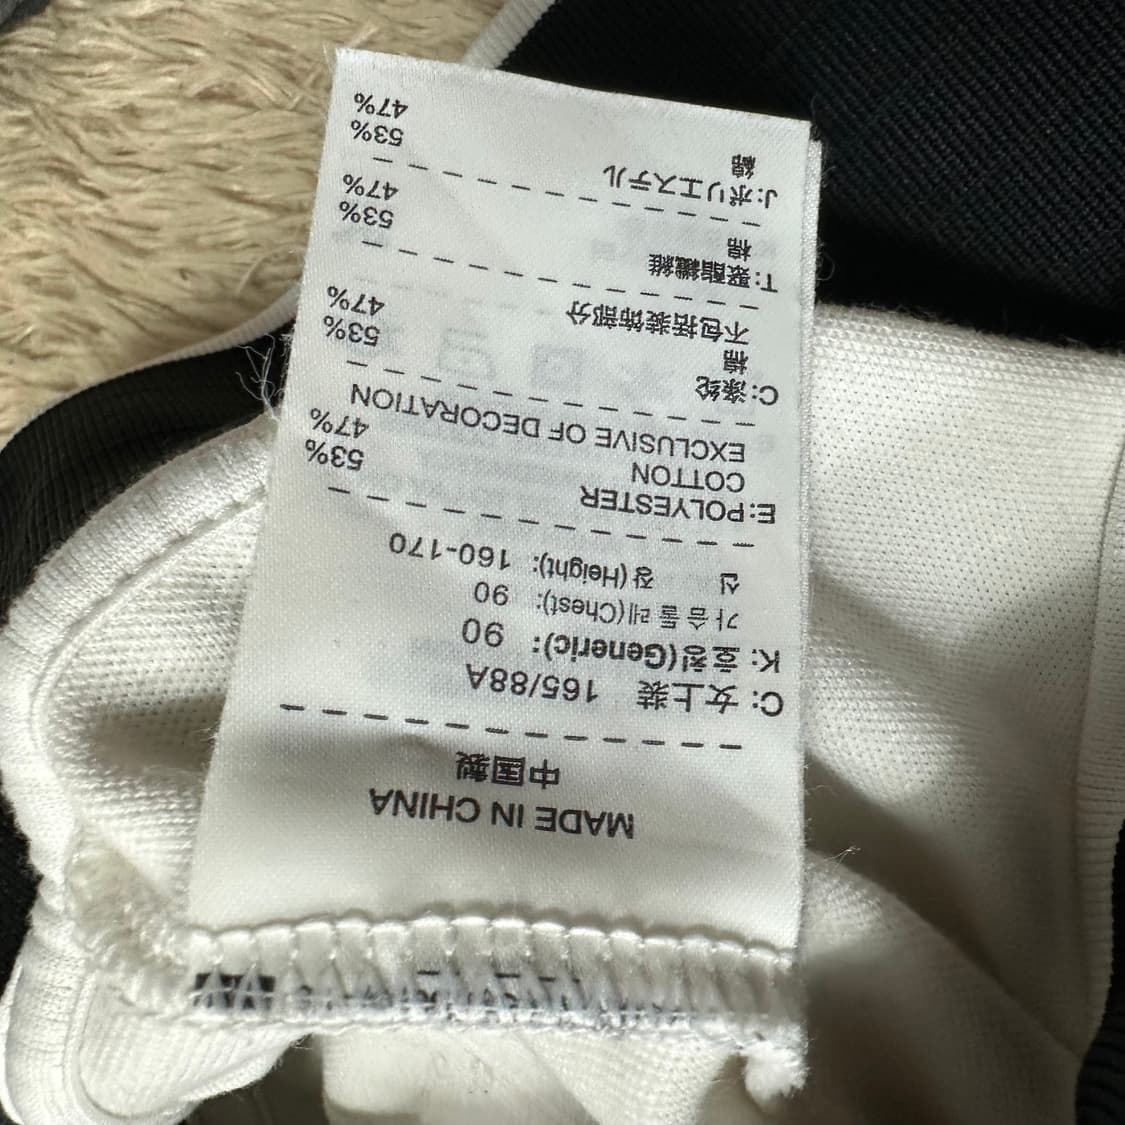 MADE IN CHINA
中国製
C: 女上装 165/88A
K: 호칭(Generic): 90
가슴둘레(Chest): 90
신 장(Height): 160-170
E:POLYESTER 53%
COTTON 47%
EXCLUSIVE OF DECORATION
C:涤纶 53%
棉 47%
不包括装饰部分
T:聚酯纖維 53%
棉 47%
J:ポリエステル 53%
綿 47%